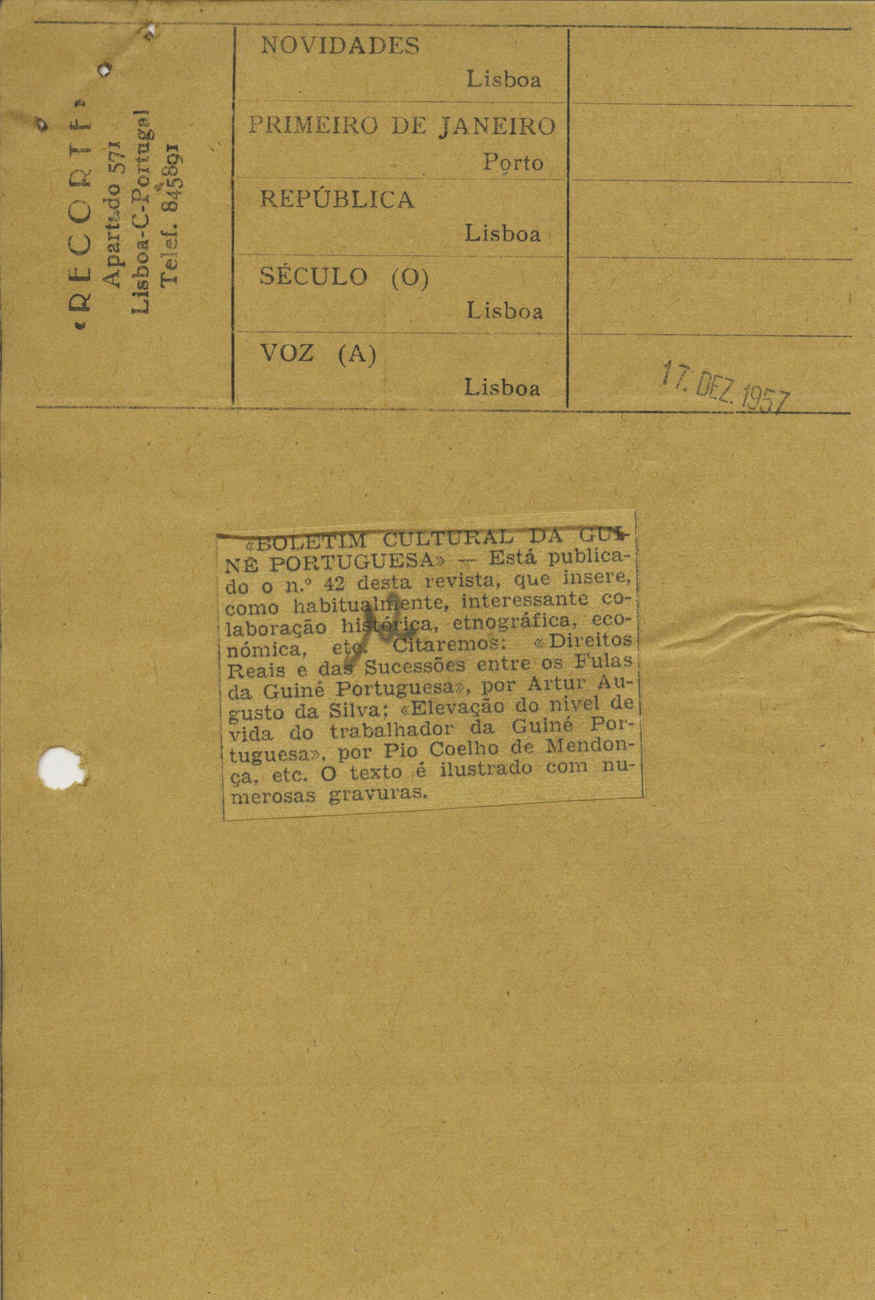 «RECORTE»
Apartado 571
Lisboa-C-Portugal
Telef. 845891
NOVIDADES
Lisboa
PRIMEIRO DE JANEIRO
Porto
REPÚBLICA
Lisboa
SÉCULO (O)
Lisboa
VOZ (A)
Lisboa
17. DEZ. 1957
«BOLETIM CULTURAL DA GUI-
NÉ PORTUGUESA» — Está publica-
do o n.º 42 desta revista, que insere,
como habitualmente, interessante co-
laboração histórica, etnográfica, eco-
nómica, etc. Citaremos: «Direitos
Reais e das Sucessões entre os Fulas
da Guiné Portuguesa», por Artur Au-
gusto da Silva; «Elevação do nível de
vida do trabalhador da Guiné Por-
tuguesa», por Pio Coelho de Mendon-
ça, etc. O texto é ilustrado com nu-
merosas gravuras.